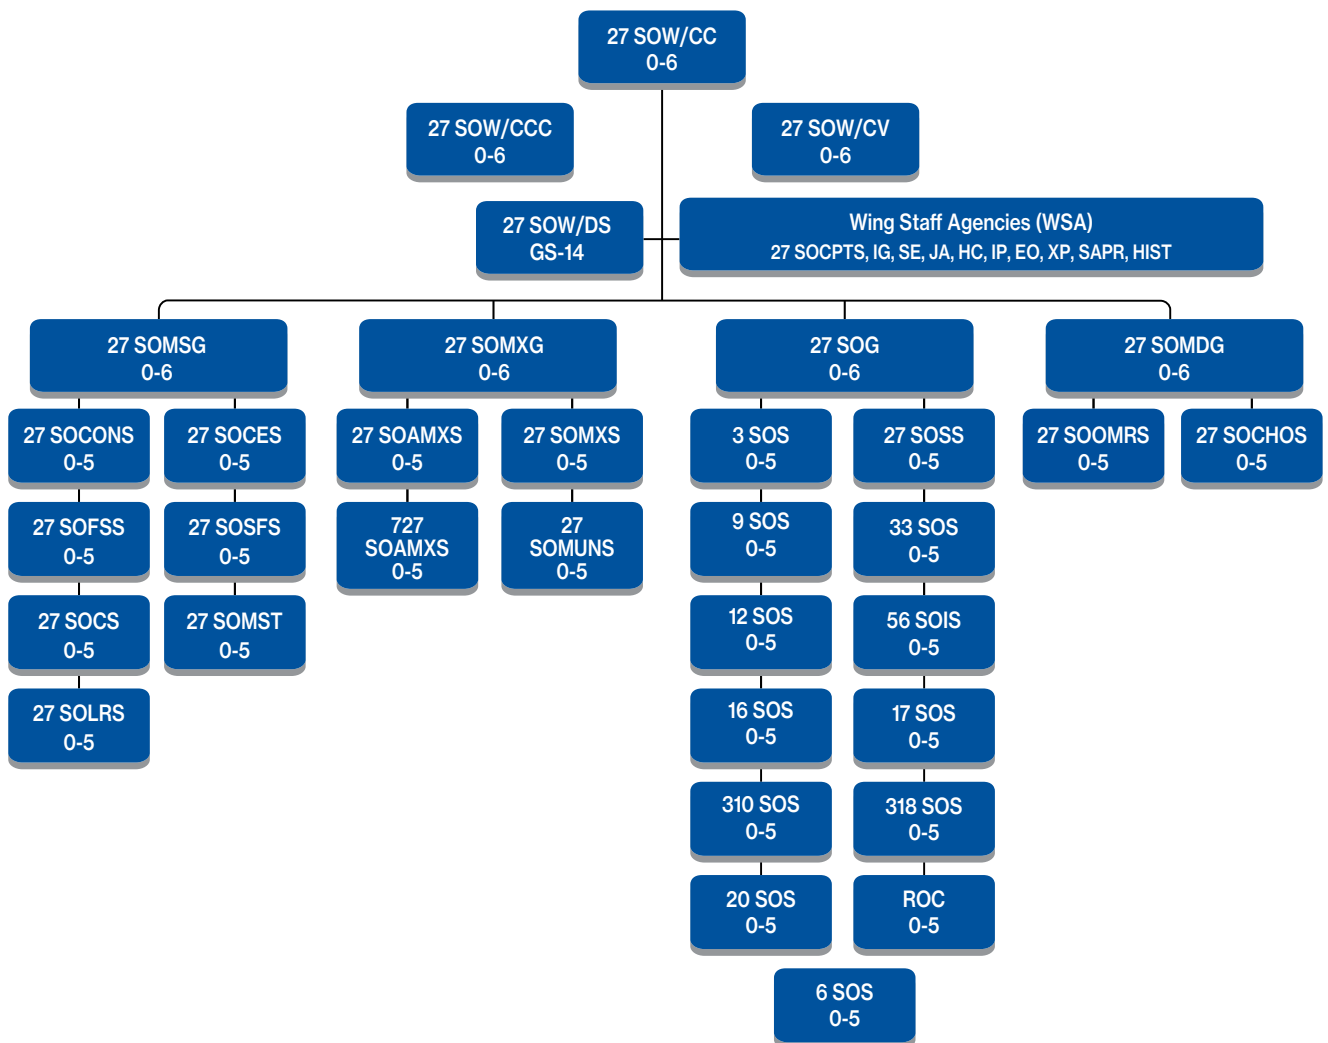 27 SOW/CC
0-6
27 SOW/CCC
0-6
27 SOW/CV
0-6
27 SOW/DS
GS-14
Wing Staff Agencies (WSA)
27 SOCPTS, IG, SE, JA, HC, IP, EO, XP, SAPR, HIST
27 SOMSG
0-6
27 SOMXG
0-6
27 SOG
0-6
27 SOMDG
0-6
27 SOCONS
0-5
27 SOCES
0-5
27 SOFSS
0-5
27 SOSFS
0-5
27 SOCS
0-5
27 SOMST
0-5
27 SOLRS
0-5
27 SOAMXS
0-5
27 SOMXS
0-5
727
SOAMXS
0-5
27
SOMUNS
0-5
3 SOS
0-5
27 SOSS
0-5
9 SOS
0-5
33 SOS
0-5
12 SOS
0-5
56 SOIS
0-5
16 SOS
0-5
17 SOS
0-5
310 SOS
0-5
318 SOS
0-5
20 SOS
0-5
ROC
0-5
6 SOS
0-5
27 SOOMRS
0-5
27 SOCHOS
0-5